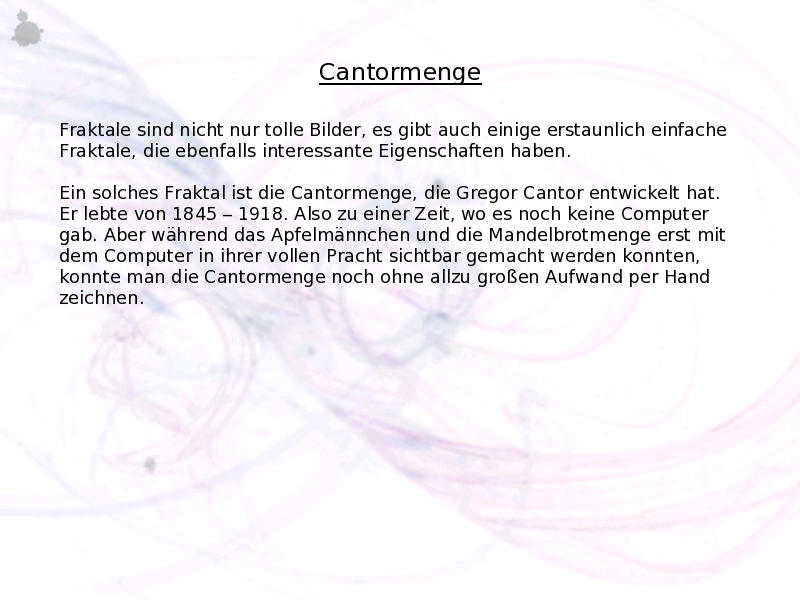 Cantormenge
Fraktale sind nicht nur tolle Bilder, es gibt auch einige erstaunlich einfache
Fraktale, die ebenfalls interessante Eigenschaften haben.
Ein solches Fraktal ist die Cantormenge, die Gregor Cantor entwickelt hat.
Er lebte von 1845 – 1918. Also zu einer Zeit, wo es noch keine Computer
gab. Aber während das Apfelmännchen und die Mandelbrotmenge erst mit
dem Computer in ihrer vollen Pracht sichtbar gemacht werden konnten,
konnte man die Cantormenge noch ohne allzu großen Aufwand per Hand
zeichnen.